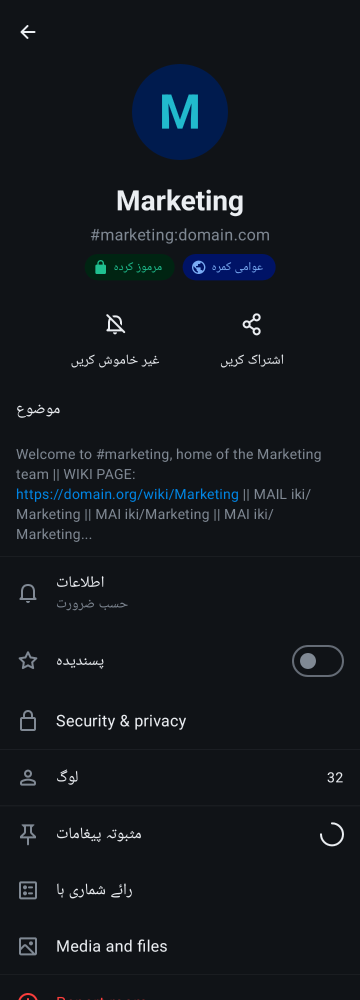 M
Marketing
#marketing:domain.com
مرموز کردہ
عوامی کمرہ
غیر خاموش کریں
اشتراک کریں
موضوع
Welcome to #marketing, home of the Marketing
team || WIKI PAGE:
https://domain.org/wiki/Marketing || MAIL iki/
Marketing || MAI iki/Marketing || MAI iki/
Marketing...
اطلاعات
حسب ضرورت
پسندیدہ
Security & privacy
لوگ
32
مثبوتہ پیغامات
رائے شماری ہا
Media and files